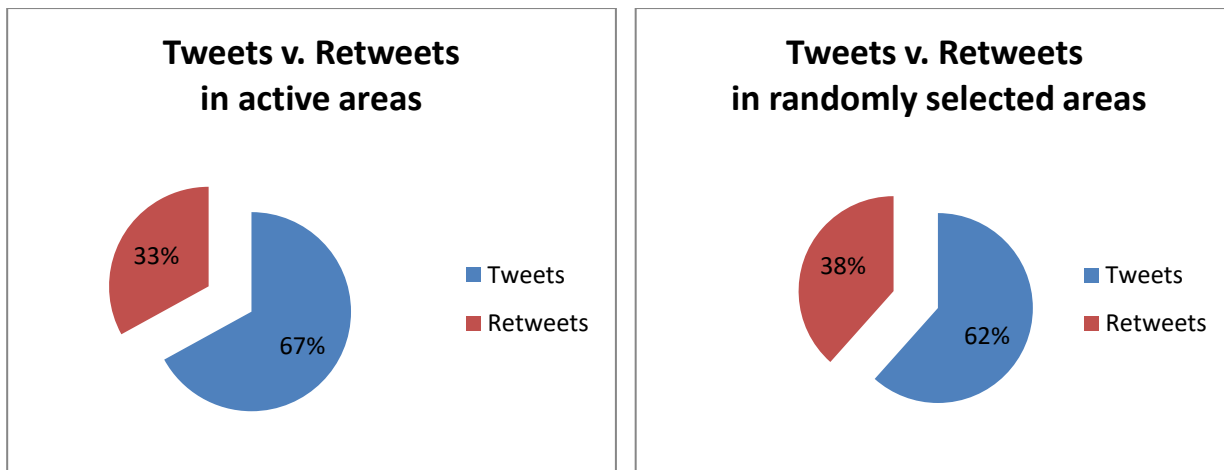 Tweets v. Retweets
in active areas
33%
67%
Tweets
Retweets
Tweets v. Retweets
in randomly selected areas
38%
62%
Tweets
Retweets